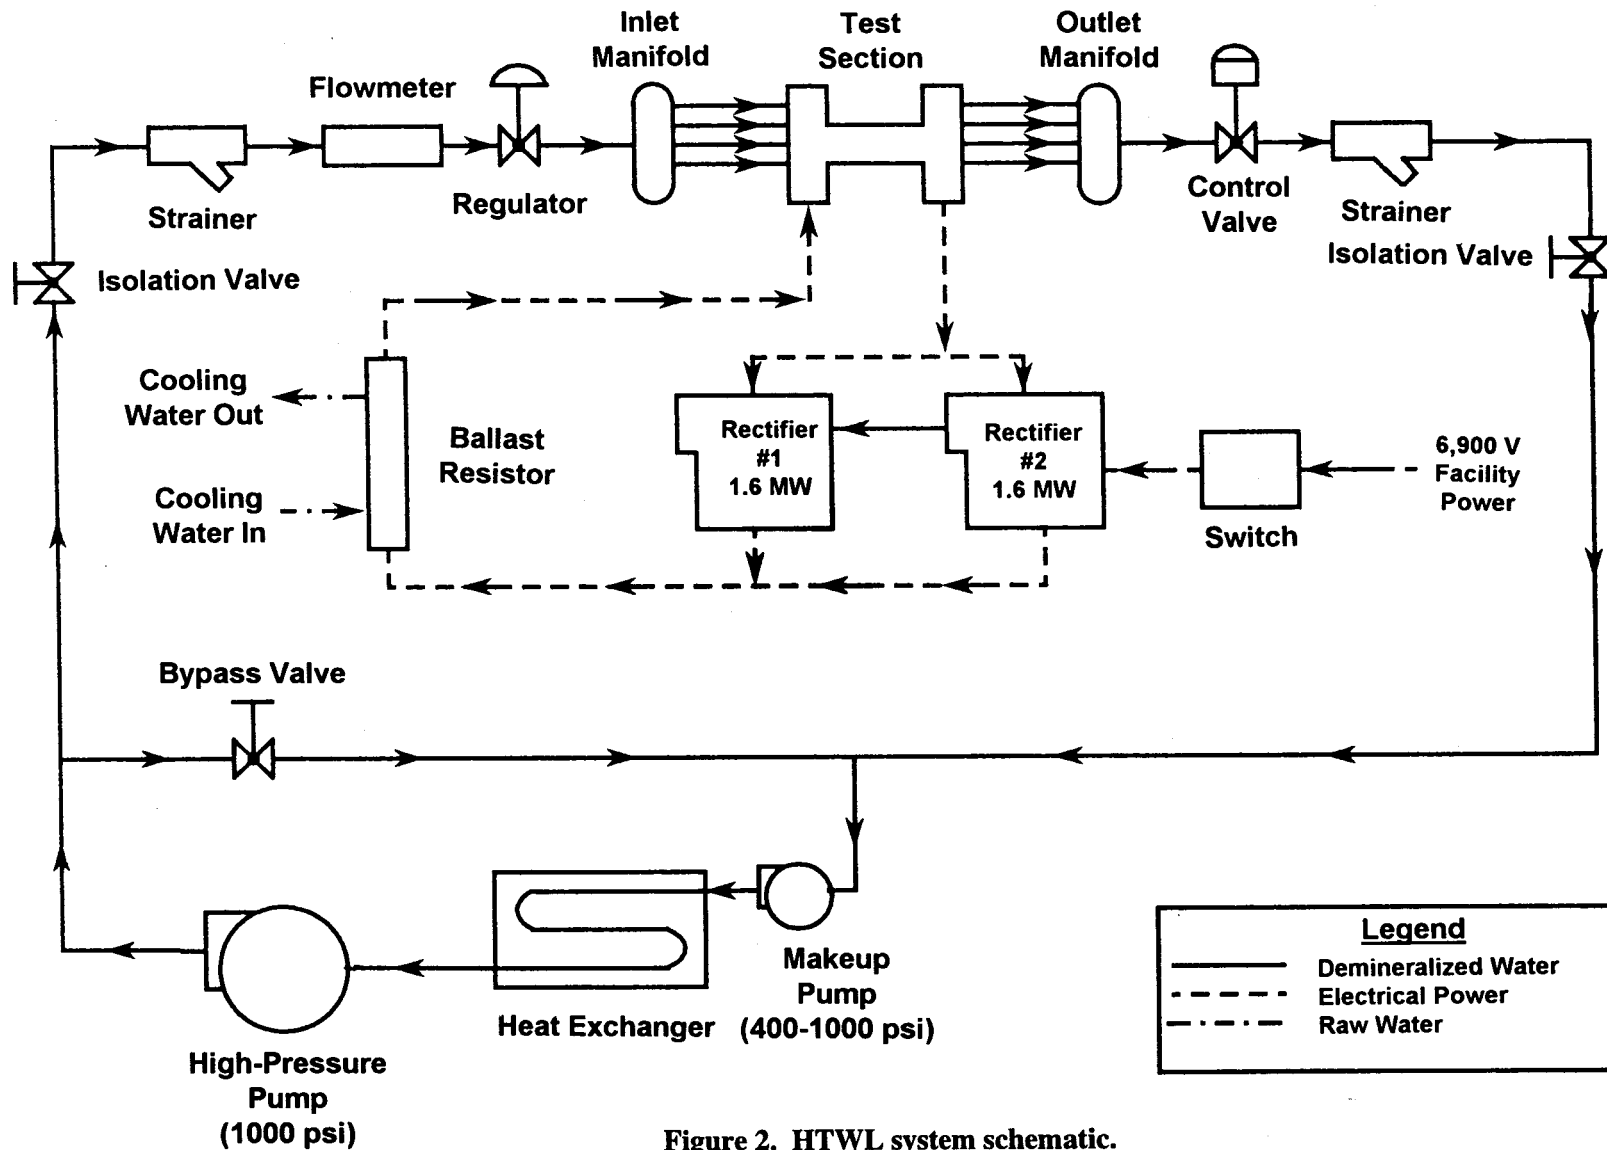 Inlet
Manifold
Test
Section
Outlet
Manifold
Flowmeter
Strainer
Regulator
Control
Valve
Strainer
Isolation Valve
Isolation Valve
Cooling
Water Out
Cooling
Water In
Ballast
Resistor
Rectifier
#1
1.6 MW
Rectifier
#2
1.6 MW
Switch
6,900 V
Facility
Power
Bypass Valve
High-Pressure
Pump
(1000 psi)
Heat Exchanger
Makeup
Pump
(400-1000 psi)
Legend
Demineralized Water
Electrical Power
Raw Water
Figure 2. HTWL system schematic.